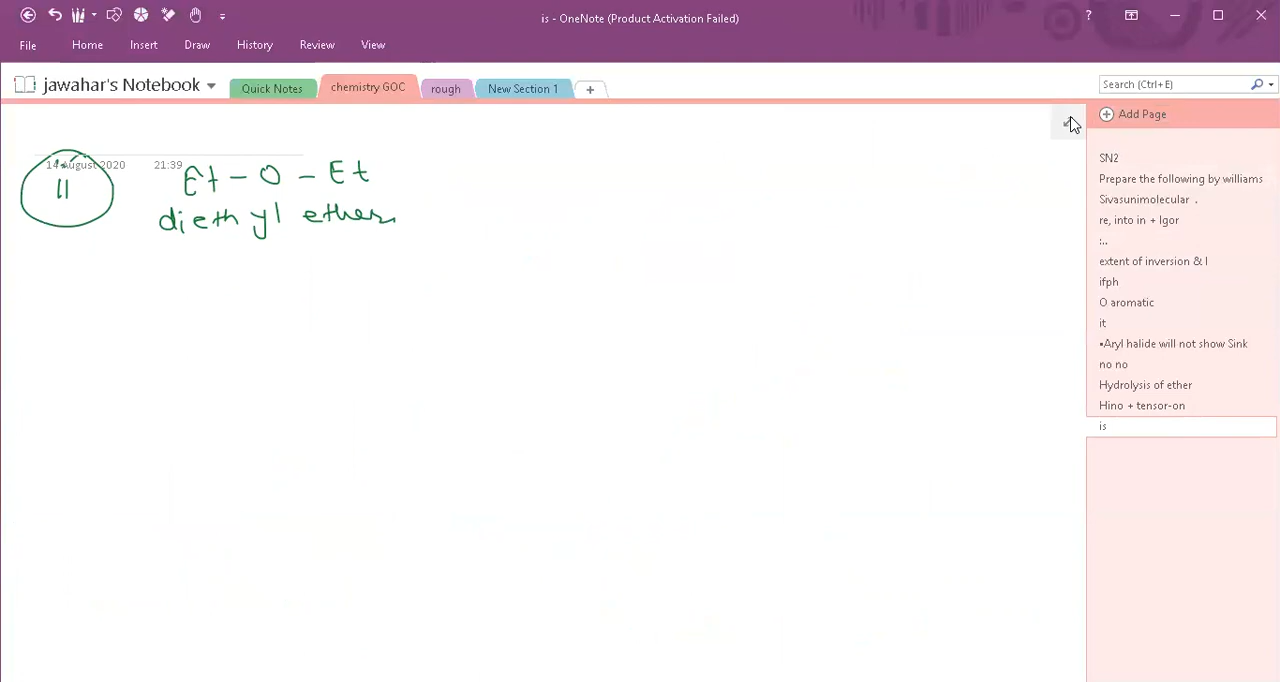 is - OneNote (Product Activation Failed)
?
File Home Insert Draw History Review View
jawahar's Notebook Quick Notes chemistry GOC rough New Section 1 +
Search (Ctrl+E)
Add Page
14 August 2020 21:39
11 Et - O - Et
diethyl ether
SN2
Prepare the following by williams
Sivasunimolecular .
re, into in + Igor
:..
extent of inversion & I
ifph
O aromatic
it
•Aryl halide will not show Sink
no no
Hydrolysis of ether
Hino + tensor-on
is